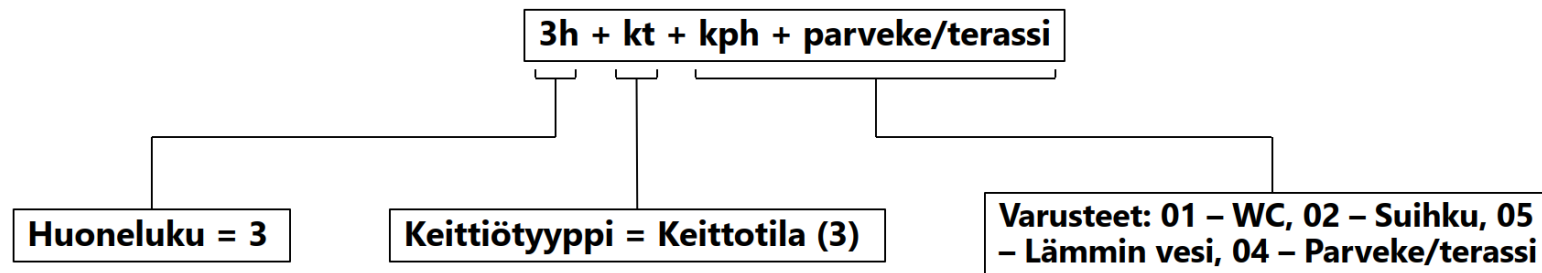 3h + kt + kph + parveke/terassi
Huoneluku = 3
Keittiötyyppi = Keittotila (3)
Varusteet: 01 – WC, 02 – Suihku, 05
– Lämmin vesi, 04 – Parveke/terassi